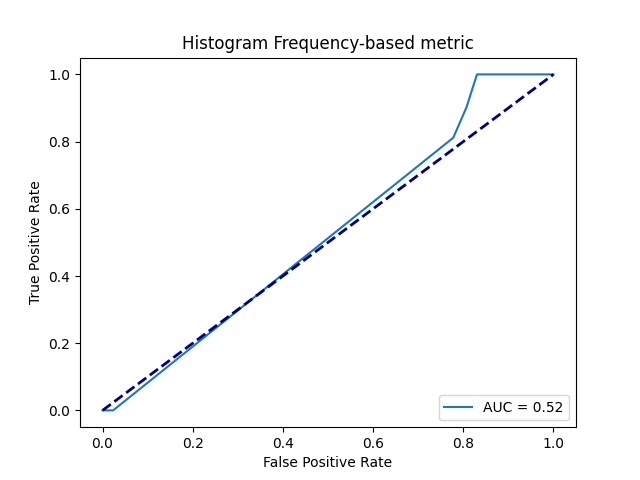 Histogram Frequency-based metric
True Positive Rate
1.0
0.8
0.6
0.4
0.2
0.0
AUC = 0.52
0.0 0.2 0.4 0.6 0.8 1.0
False Positive Rate